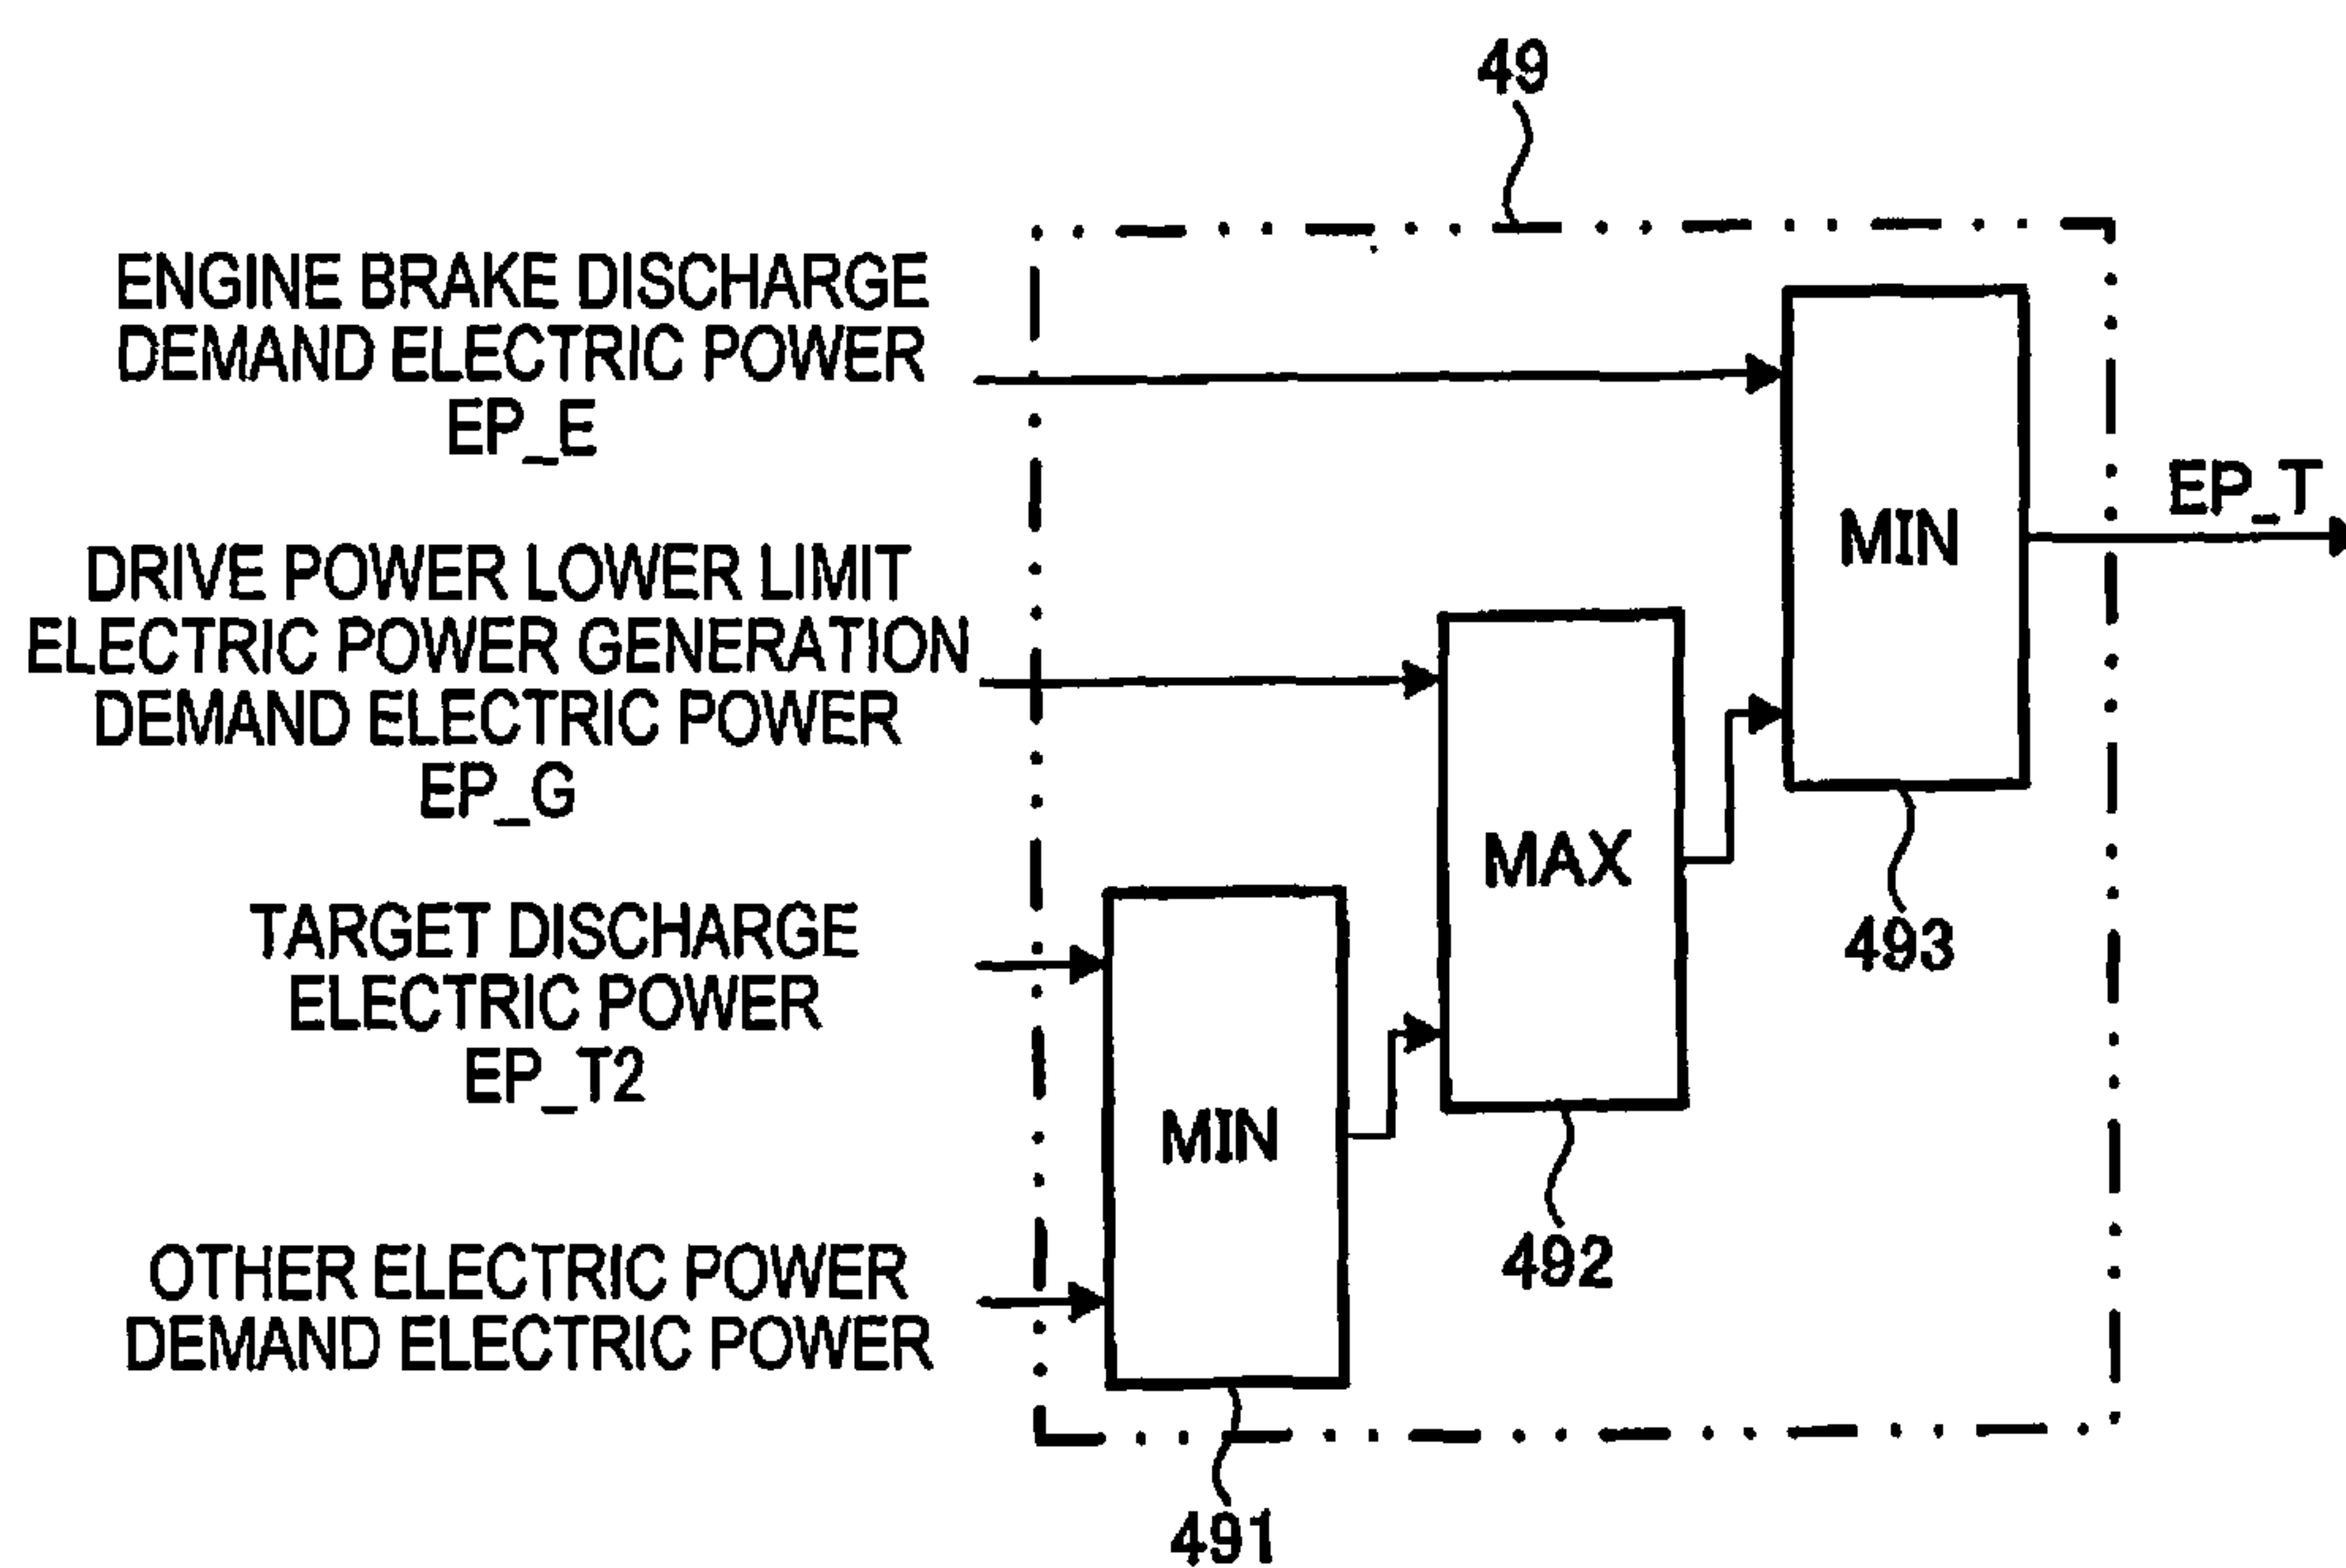 49
ENGINE BRAKE DISCHARGE
DEMAND ELECTRIC POWER
EP_E
DRIVE POWER LOWER LIMIT
ELECTRIC POWER GENERATION
DEMAND ELECTRIC POWER
EP_G
TARGET DISCHARGE
ELECTRIC POWER
EP_T2
OTHER ELECTRIC POWER
DEMAND ELECTRIC POWER
MIN
491
MAX
492
MIN
493
EP_T